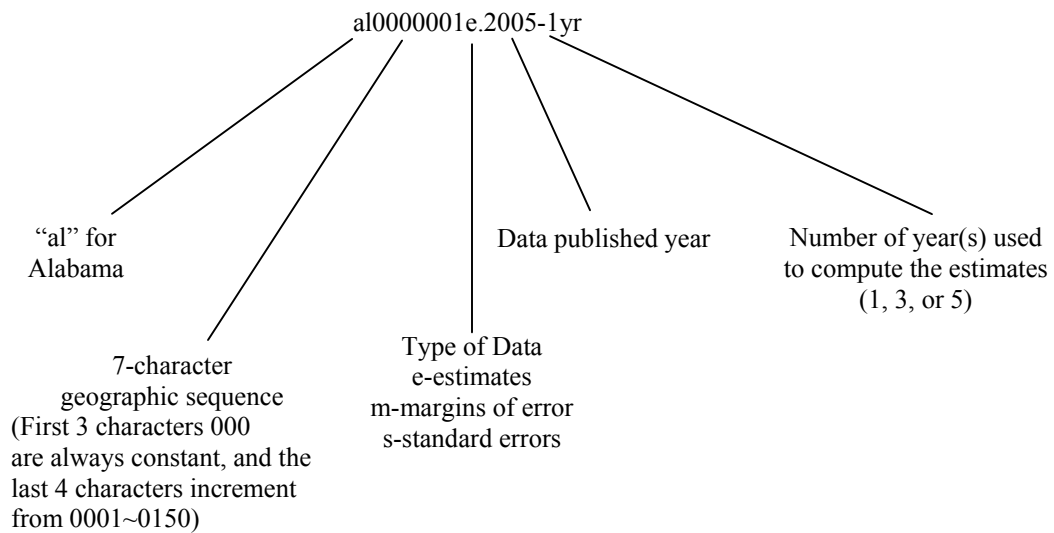 al0000001e.2005-1yr
“al” for
Alabama
7-character
geographic sequence
(First 3 characters 000
are always constant, and the
last 4 characters increment
from 0001~0150)
Type of Data
e-estimates
m-margins of error
s-standard errors
Data published year
Number of year(s) used
to compute the estimates
(1, 3, or 5)